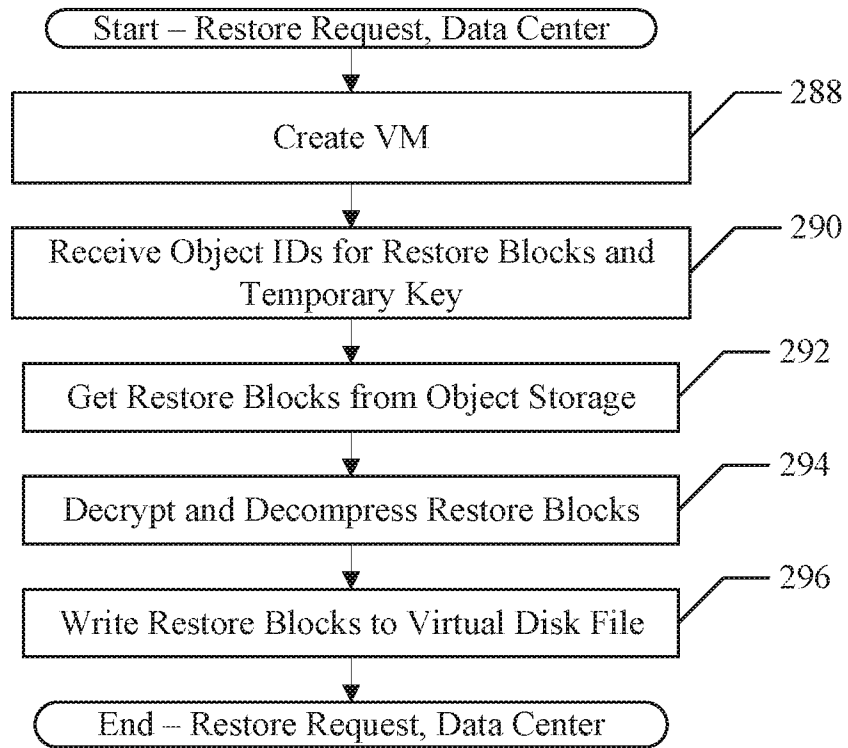 Start – Restore Request, Data Center
288
Create VM
290
Receive Object IDs for Restore Blocks and
Temporary Key
292
Get Restore Blocks from Object Storage
294
Decrypt and Decompress Restore Blocks
296
Write Restore Blocks to Virtual Disk File
End – Restore Request, Data Center